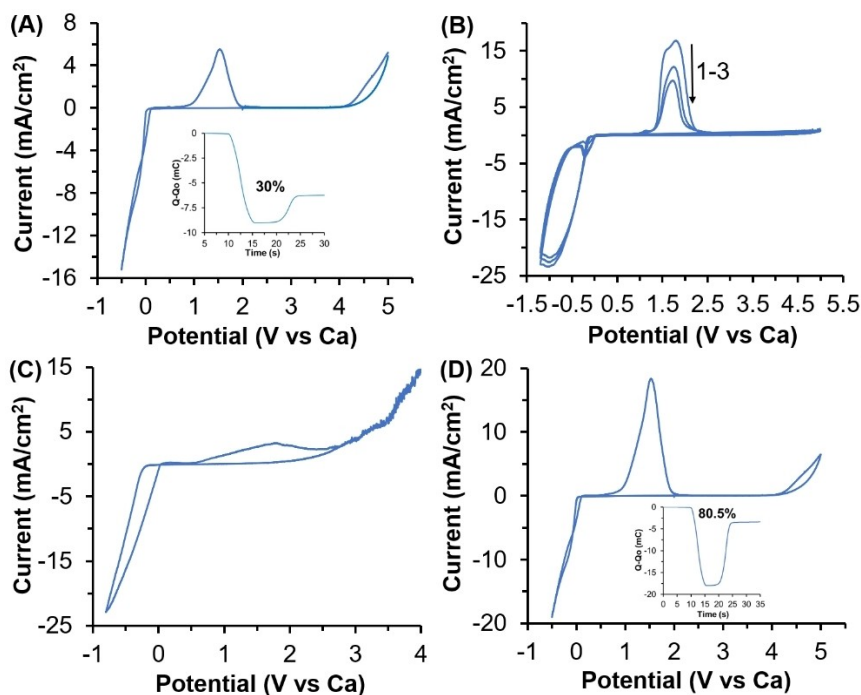 (A)
Current (mA/cm²)
8
4
0
-4
-8
-12
-16
-1 0 1 2 3 4 5
Potential (V vs Ca)
Q-Qo (mC)
0
-2.5
-5
-7.5
-10
30%
5 10 15 20 25 30
Time (s)
(B)
Current (mA/cm²)
15
5
-5
-15
-25
1-3
-1.5 -0.5 0.5 1.5 2.5 3.5 4.5 5.5
Potential (V vs Ca)
(C)
Current (mA/cm²)
15
5
-5
-15
-25
-1 0 1 2 3 4
Potential (V vs Ca)
(D)
Current (mA/cm²)
20
10
0
-10
20
-1 0 1 2 3 4 5
Potential (V vs Ca)
Q-Qo (mC)
0
-5
-10
-15
-20
80.5%
0 5 10 15 20 25 30 35
Time (s)